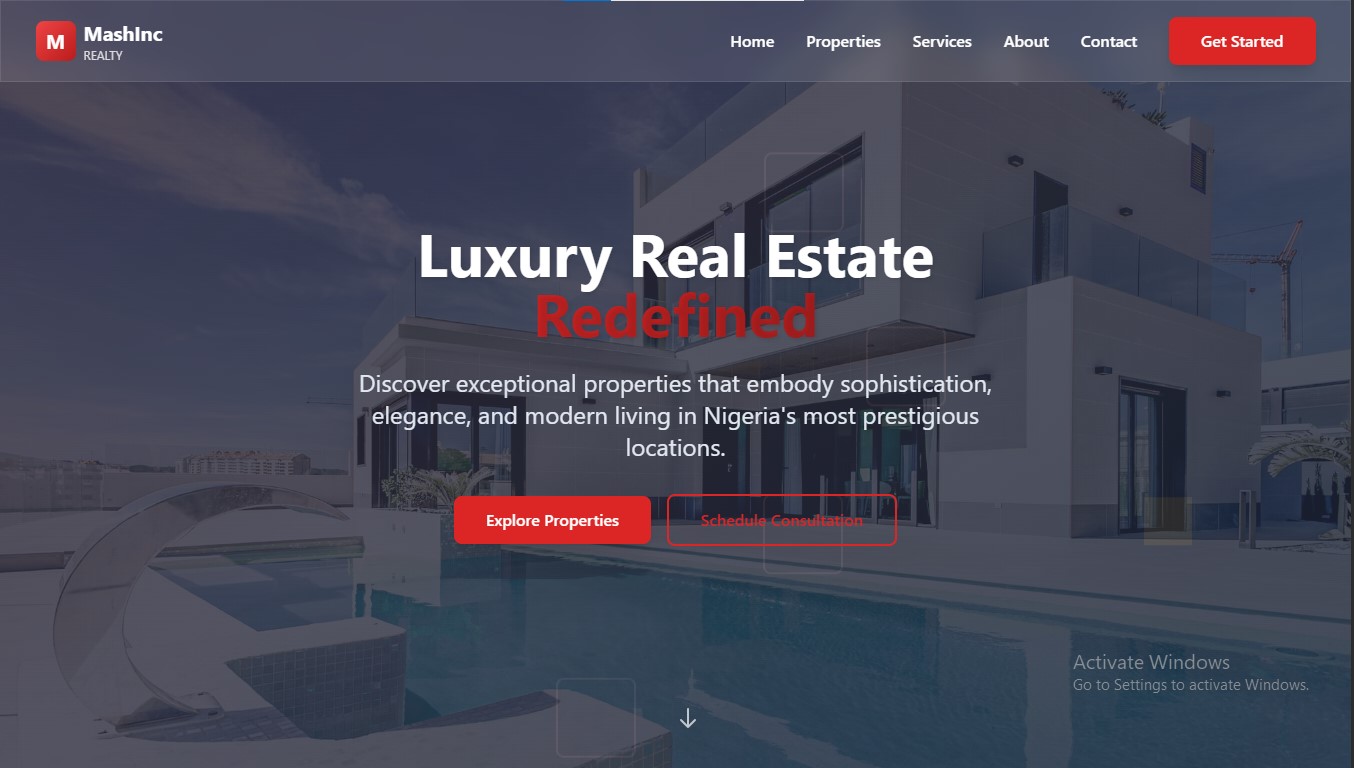 M
MashInc
REALTY
Home
Properties
Services
About
Contact
Get Started
Luxury Real Estate
Redefined
Discover exceptional properties that embody sophistication,
elegance, and modern living in Nigeria's most prestigious
locations.
Explore Properties
Schedule Consultation
Activate Windows
Go to Settings to activate Windows.